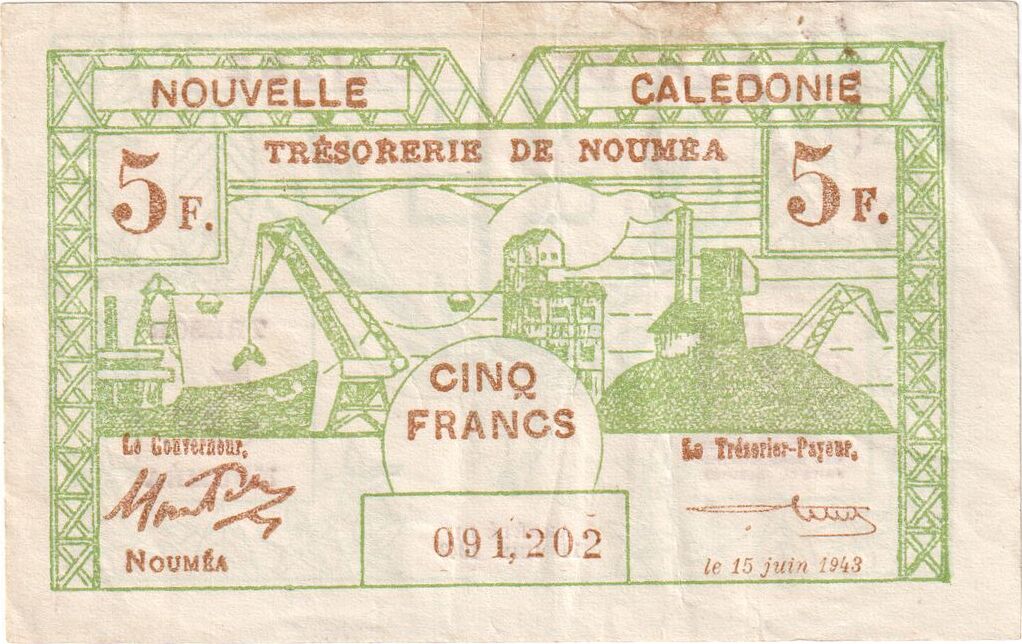 NOUVELLE CALEDONIE
TRÉSORERIE DE NOUMÉA
5 F. 5 F.
CINQ
FRANCS
Le Gouverneur, Le Trésorier-Payeur,
NOUMÉA
091,202
le 15 juin 1943